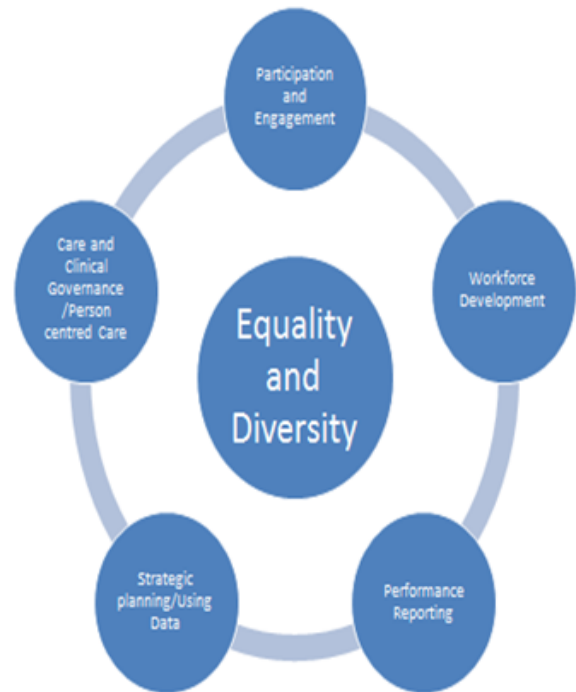 Participation
and
Engagement
Workforce
Development
Performance
Reporting
Strategic
planning/Using
Data
Care and
Clinical
Governance
/Person
centred Care
Equality
and
Diversity